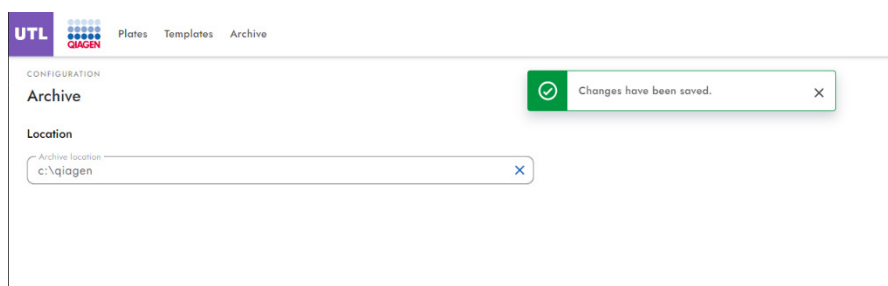 UTL QIAGEN Plates Templates Archive
CONFIGURATION
Archive
Changes have been saved.
Location
Archive location
c:\qiagen